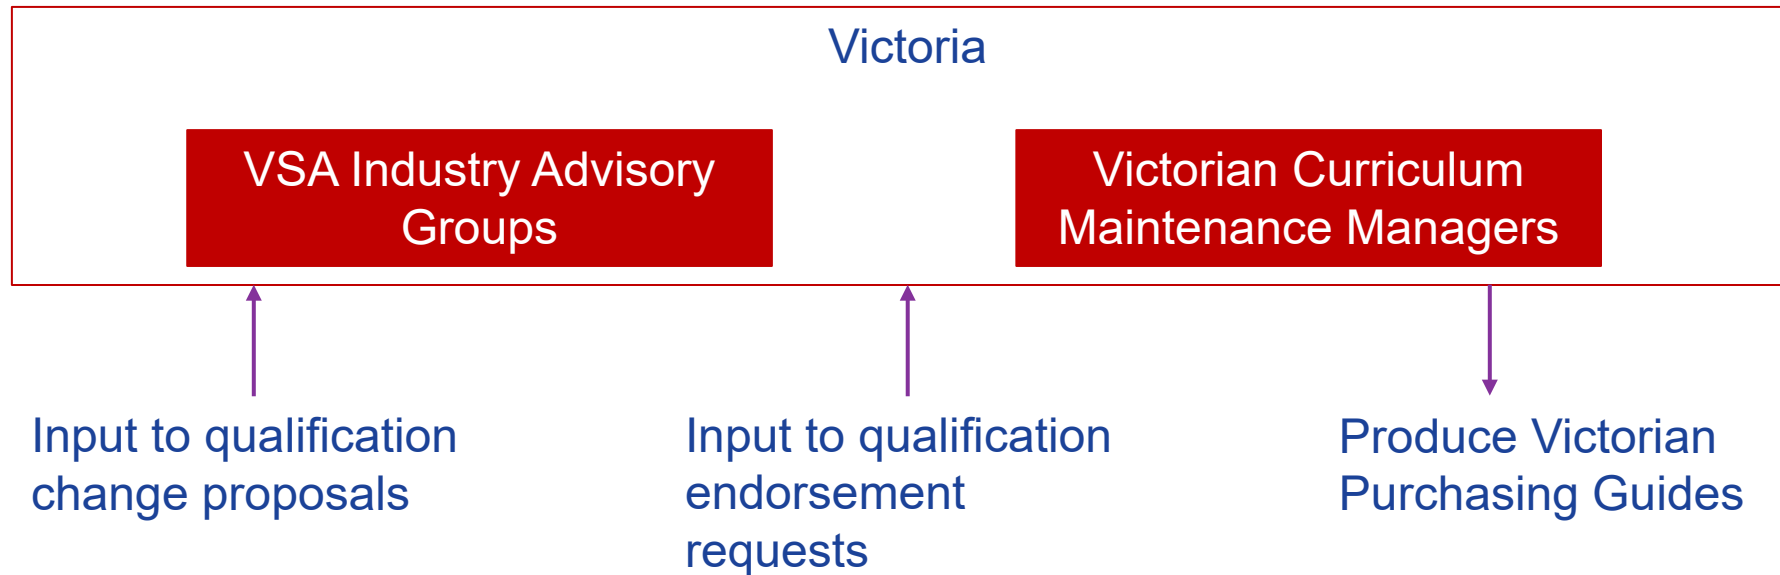 Victoria
VSA Industry Advisory
Groups
Victorian Curriculum
Maintenance Managers
Input to qualification
change proposals
Input to qualification
endorsement
requests
Produce Victorian
Purchasing Guides